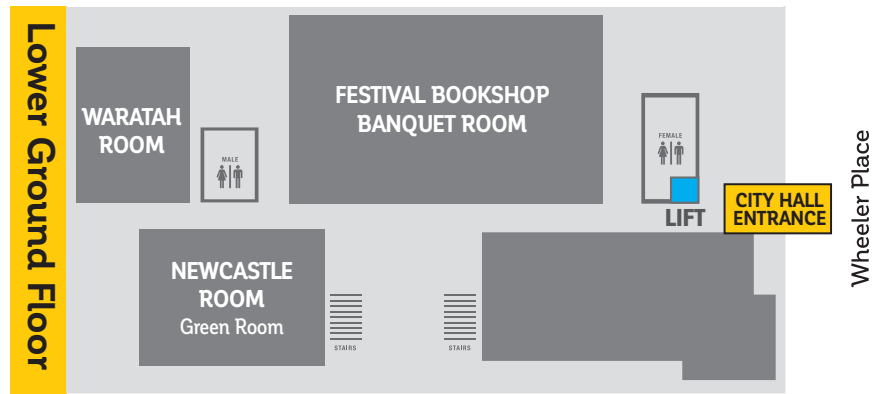 Lower Ground Floor
WARATAH
ROOM
MALE
FESTIVAL BOOKSHOP
BANQUET ROOM
FEMALE
LIFT
CITY HALL
ENTRANCE
Wheeler Place
NEWCASTLE
ROOM
Green Room
STAIRS
STAIRS